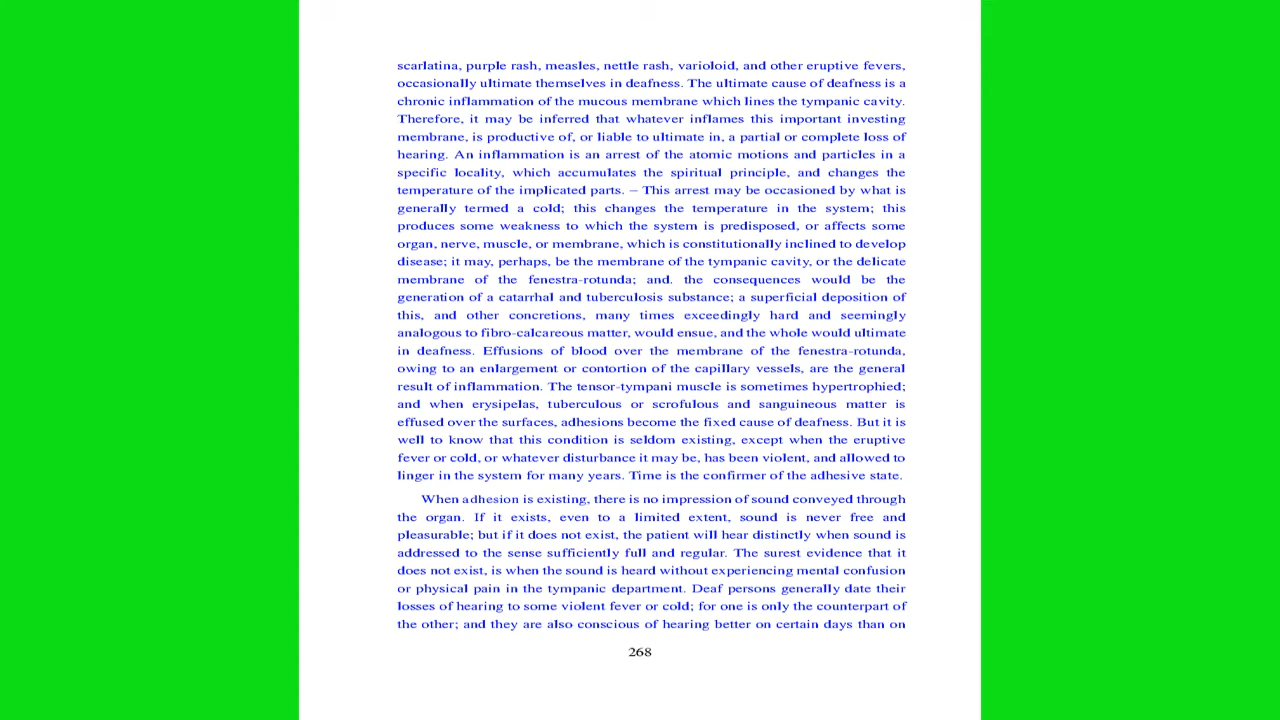 scarlatina, purple rash, measles, nettle rash, varioloid, and other eruptive fevers,
occasionally ultimate themselves in deafness. The ultimate cause of deafness is a
chronic inflammation of the mucous membrane which lines the tympanic cavity.
Therefore, it may be inferred that whatever inflames this important investing
membrane, is productive of, or liable to ultimate in, a partial or complete loss of
hearing. An inflammation is an arrest of the atomic motions and particles in a
specific locality, which accumulates the spiritual principle, and changes the
temperature of the implicated parts. – This arrest may be occasioned by what is
generally termed a cold; this changes the temperature in the system; this
produces some weakness to which the system is predisposed, or affects some
organ, nerve, muscle, or membrane, which is constitutionally inclined to develop
disease; it may, perhaps, be the membrane of the tympanic cavity, or the delicate
membrane of the fenestra-rotunda; and. the consequences would be the
generation of a catarrhal and tuberculosis substance; a superficial deposition of
this, and other concretions, many times exceedingly hard and seemingly
analogous to fibro-calcareous matter, would ensue, and the whole would ultimate
in deafness. Effusions of blood over the membrane of the fenestra-rotunda,
owing to an enlargement or contortion of the capillary vessels, are the general
result of inflammation. The tensor-tympani muscle is sometimes hypertrophied;
and when erysipelas, tuberculous or scrofulous and sanguineous matter is
effused over the surfaces, adhesions become the fixed cause of deafness. But it is
well to know that this condition is seldom existing, except when the eruptive
fever or cold, or whatever disturbance it may be, has been violent, and allowed to
linger in the system for many years. Time is the confirmer of the adhesive state.
When adhesion is existing, there is no impression of sound conveyed through
the organ. If it exists, even to a limited extent, sound is never free and
pleasurable; but if it does not exist, the patient will hear distinctly when sound is
addressed to the sense sufficiently full and regular. The surest evidence that it
does not exist, is when the sound is heard without experiencing mental confusion
or physical pain in the tympanic department. Deaf persons generally date their
losses of hearing to some violent fever or cold; for one is only the counterpart of
the other; and they are also conscious of hearing better on certain days than on
268